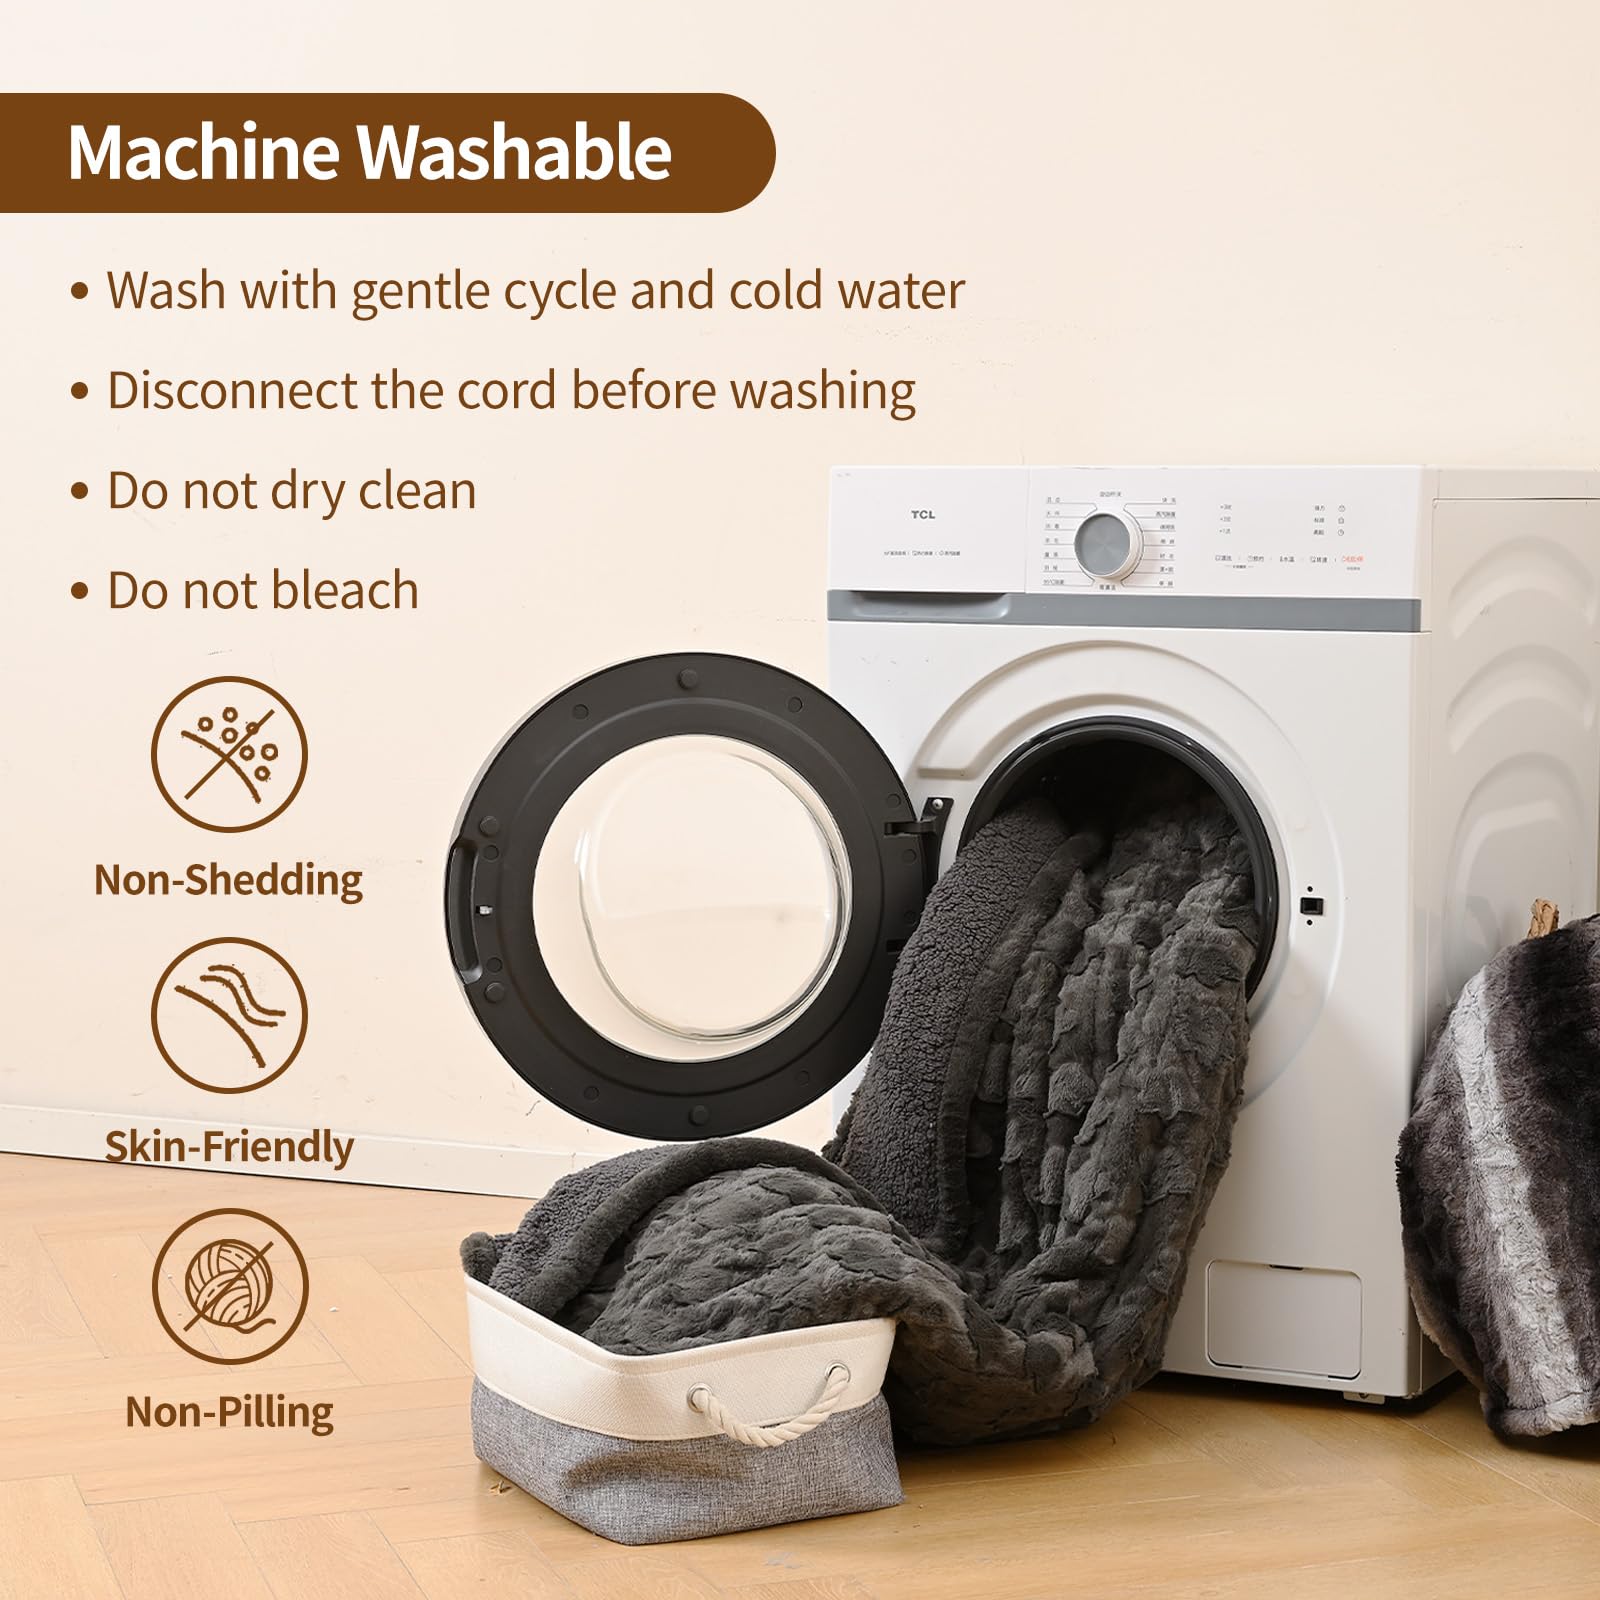 Machine Washable
• Wash with gentle cycle and cold water
• Disconnect the cord before washing
• Do not dry clean
• Do not bleach
TCL
Non-Shedding
Skin-Friendly
Non-Pilling